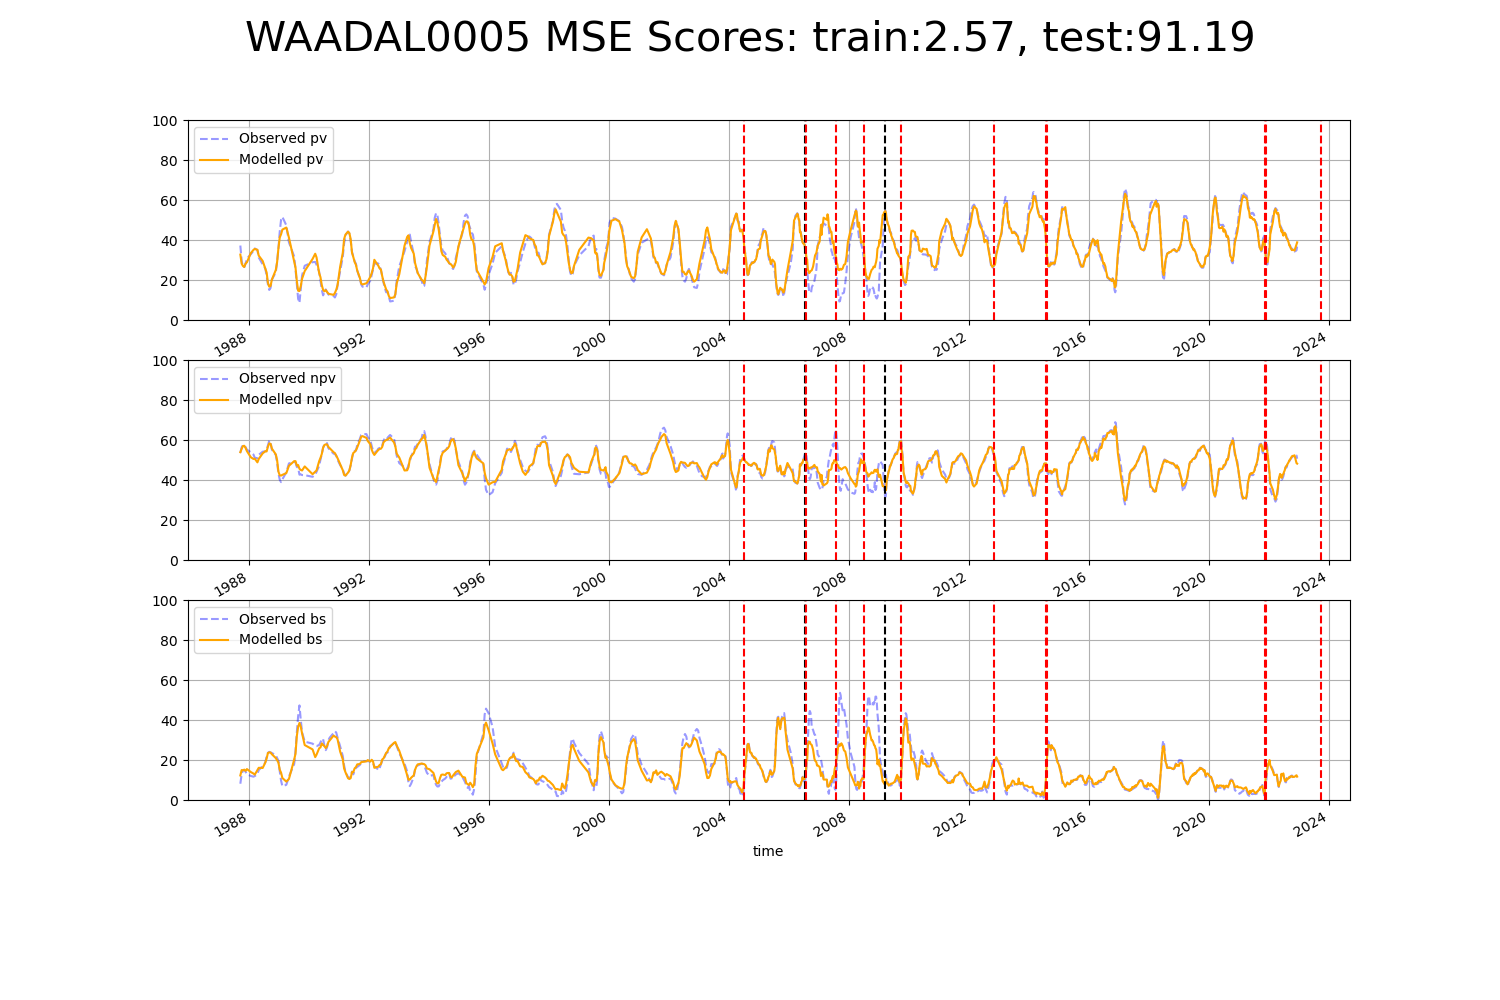 WAADAL0005 MSE Scores: train:2.57, test:91.19
100
80
60
40
20
0
Observed pv
Modelled pv
1988 1992 1996 2000 2004 2008 2012 2016 2020 2024
100
80
60
40
20
0
Observed npv
Modelled npv
1988 1992 1996 2000 2004 2008 2012 2016 2020 2024
100
80
60
40
20
0
Observed bs
Modelled bs
1988 1992 1996 2000 2004 2008 2012 2016 2020 2024
time